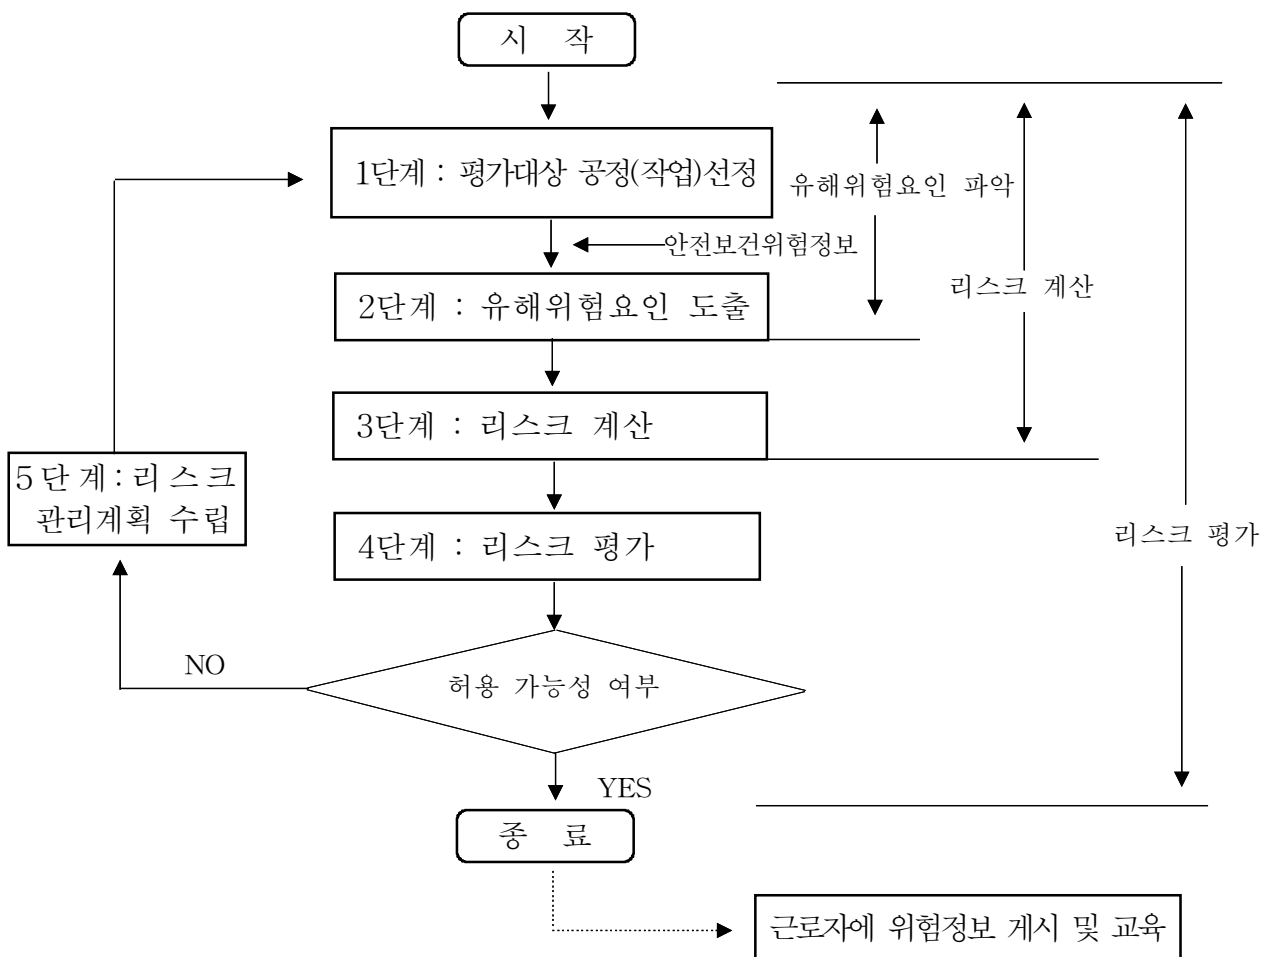 시 작
1단계 : 평가대상 공정(작업)선정
유해위험요인 파악
안전보건위험정보
2단계 : 유해위험요인 도출
리스크 계산
3단계 : 리스크 계산
5단계:리스크
관리계획 수립
4단계 : 리스크 평가
리스크 평가
NO
허용 가능성 여부
YES
종 료
근로자에 위험정보 게시 및 교육